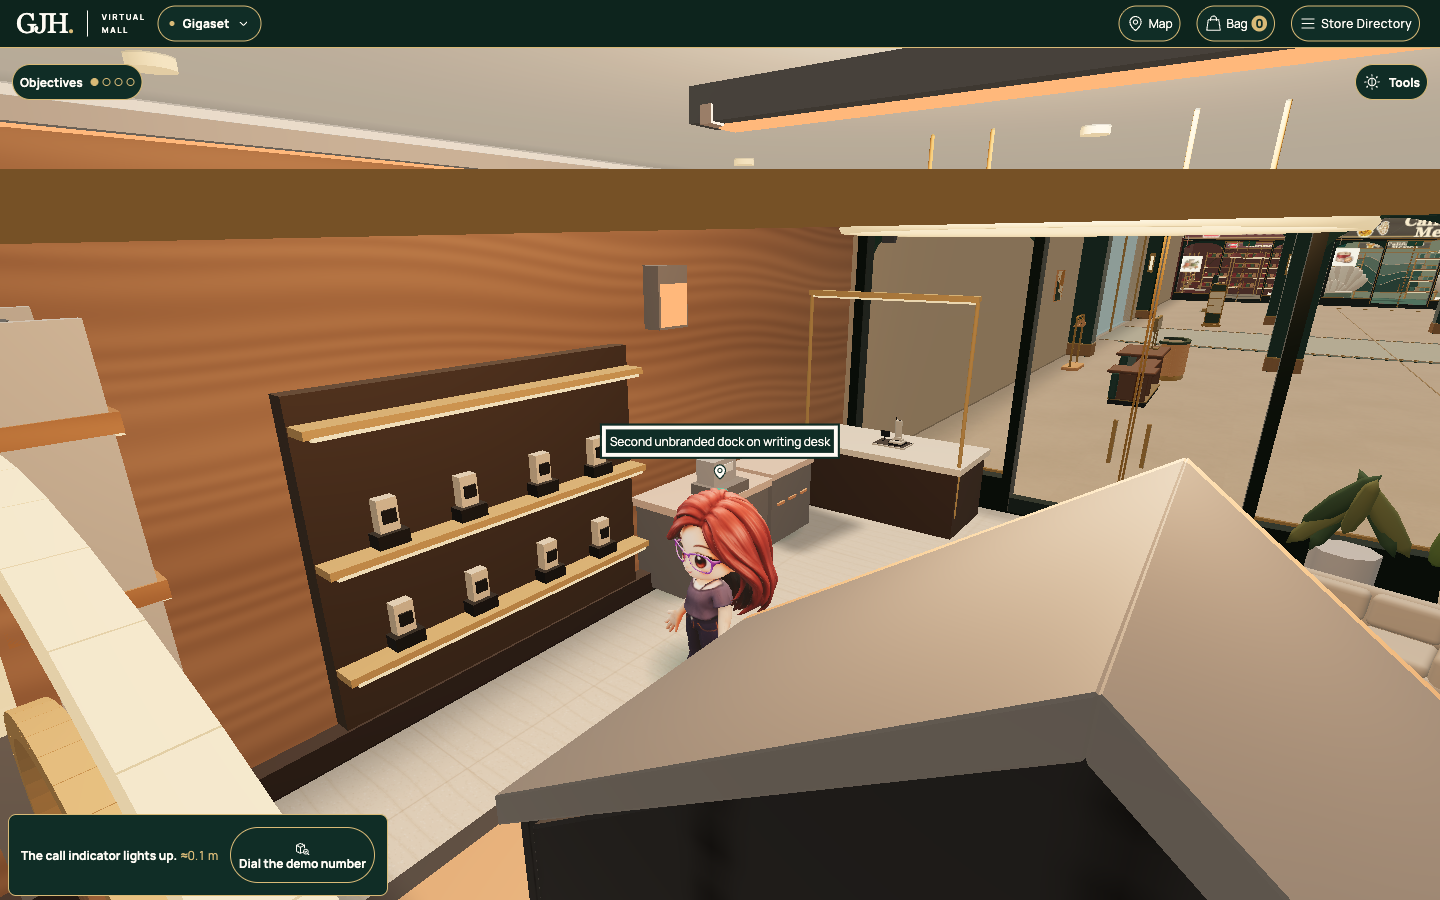 GJH.
VIRTUAL
MALL
Gigaset
Map
Bag 0
Store Directory
Objectives
Tools
Second unbranded dock on writing desk
The call indicator lights up. ≈0.1 m
Dial the demo number